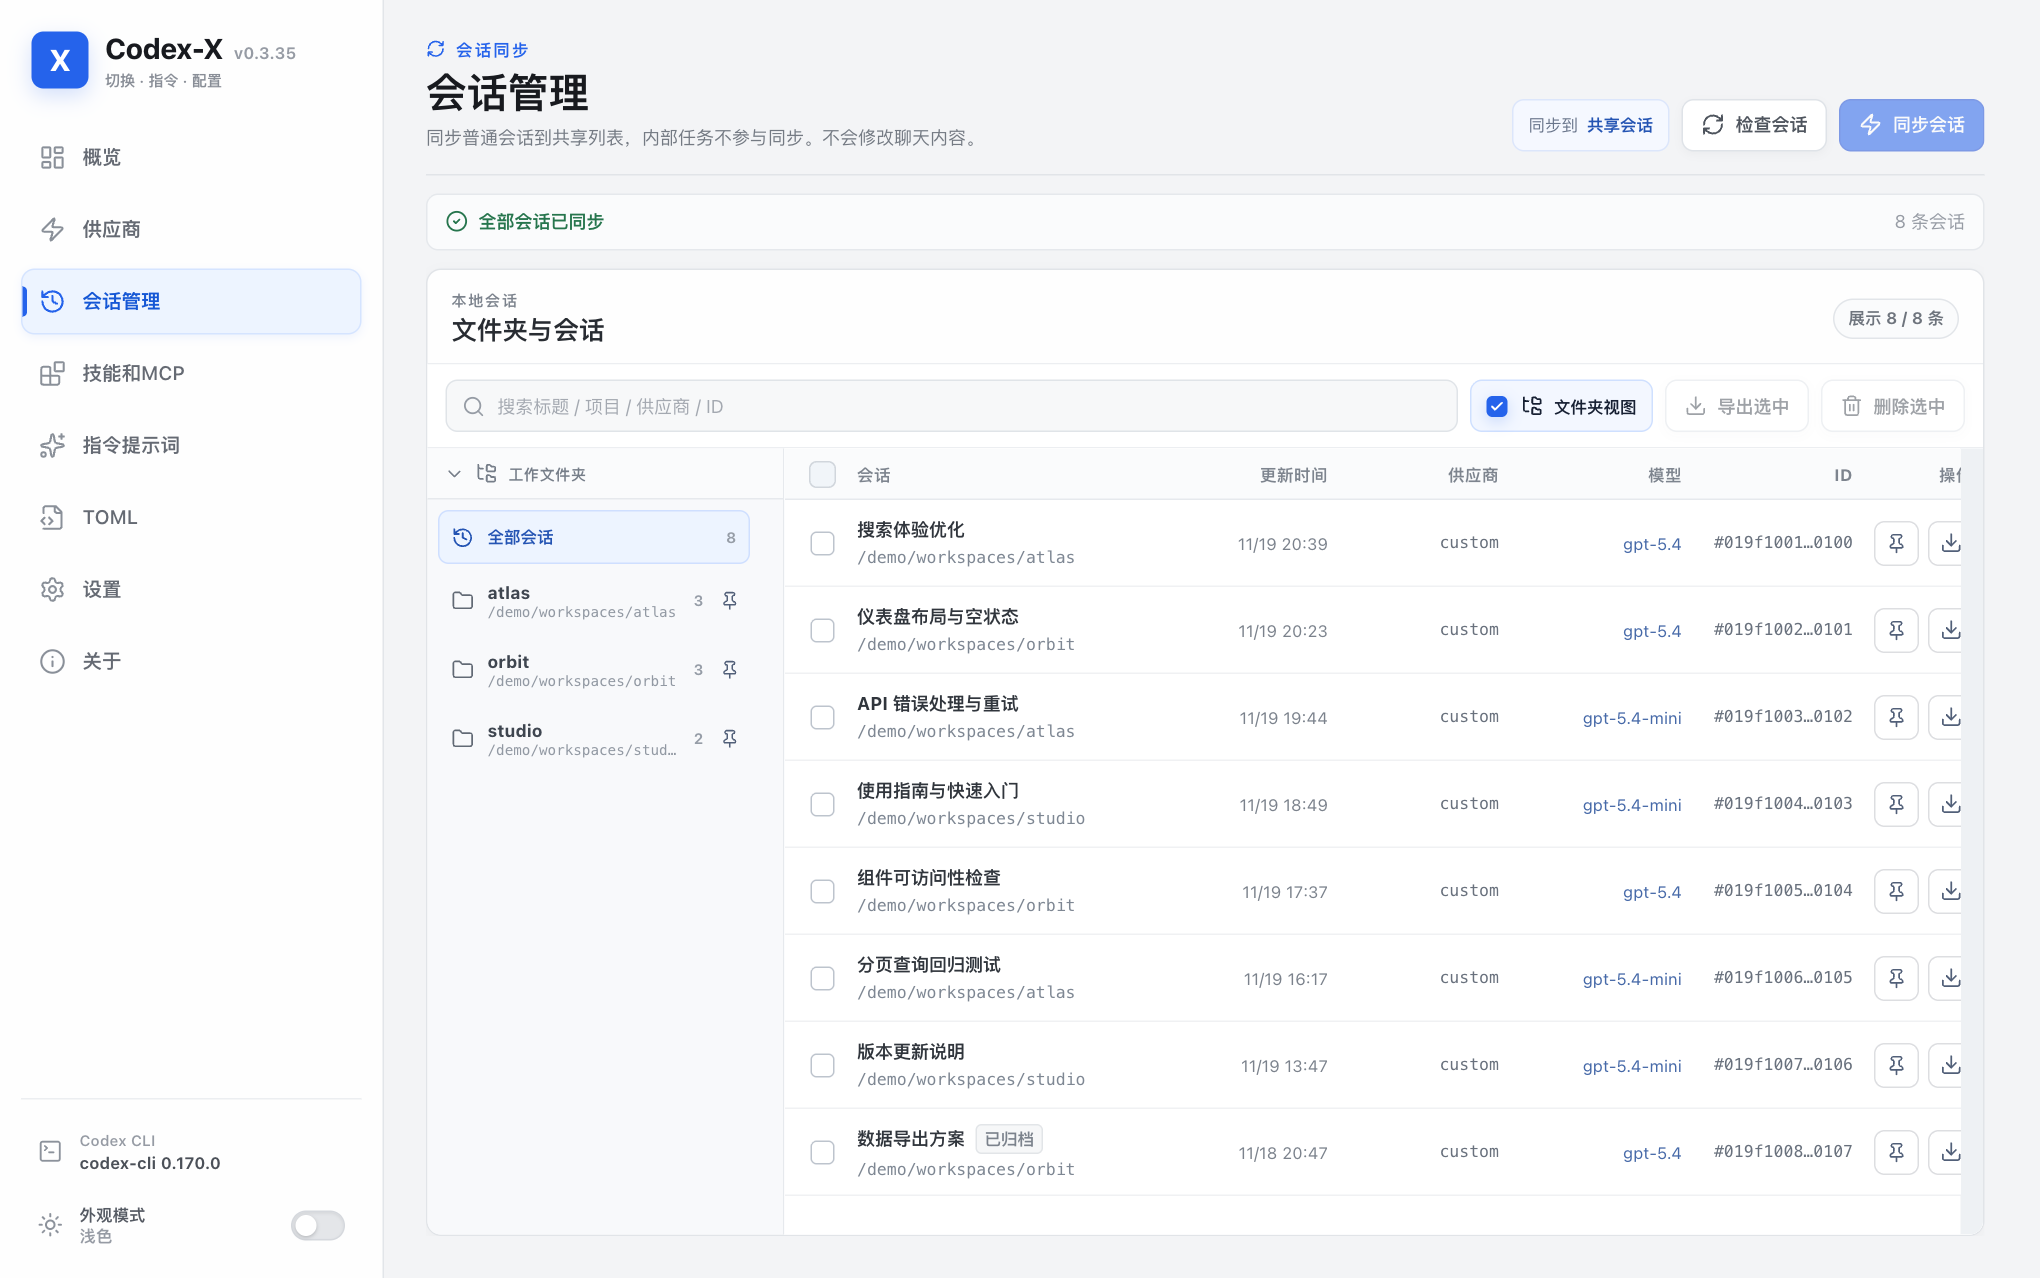 X
Codex-X v0.3.35
切换 · 指令 · 配置
概览
供应商
会话管理
技能和MCP
指令提示词
TOML
设置
关于
Codex CLI
codex-cli 0.170.0
外观模式
浅色
会话同步
会话管理
同步普通会话到共享列表，内部任务不参与同步。不会修改聊天内容。
同步到 共享会话
检查会话
同步会话
全部会话已同步
8 条会话
本地会话
文件夹与会话
展示 8 / 8 条
搜索标题 / 项目 / 供应商 / ID
文件夹视图
导出选中
删除选中
工作文件夹
全部会话 8
atlas
/demo/workspaces/atlas
3
orbit
/demo/workspaces/orbit
3
studio
/demo/workspaces/stud…
2
会话 更新时间 供应商 模型 ID 操作
搜索体验优化
/demo/workspaces/atlas
11/19 20:39 custom gpt-5.4 #019f1001…0100
仪表盘布局与空状态
/demo/workspaces/orbit
11/19 20:23 custom gpt-5.4 #019f1002…0101
API 错误处理与重试
/demo/workspaces/atlas
11/19 19:44 custom gpt-5.4-mini #019f1003…0102
使用指南与快速入门
/demo/workspaces/studio
11/19 18:49 custom gpt-5.4-mini #019f1004…0103
组件可访问性检查
/demo/workspaces/orbit
11/19 17:37 custom gpt-5.4 #019f1005…0104
分页查询回归测试
/demo/workspaces/atlas
11/19 16:17 custom gpt-5.4-mini #019f1006…0105
版本更新说明
/demo/workspaces/studio
11/19 13:47 custom gpt-5.4-mini #019f1007…0106
数据导出方案 已归档
/demo/workspaces/orbit
11/18 20:47 custom gpt-5.4 #019f1008…0107